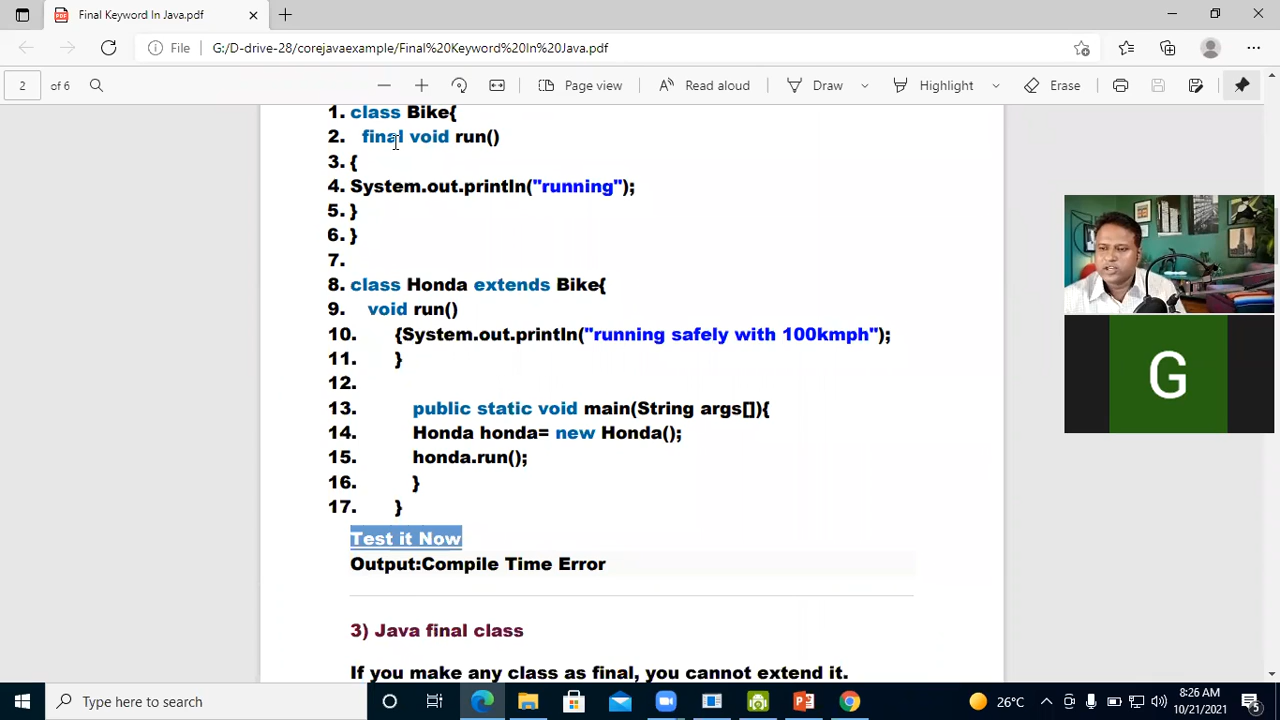 Final Keyword In Java.pdf
File G:/D-drive-28/corejavaexample/Final%20Keyword%20In%20Java.pdf
2 of 6 Page view Read aloud Draw Highlight Erase
1. class Bike{
2. final void run()
3. {
4. System.out.println("running");
5. }
6. }
7.
8. class Honda extends Bike{
9. void run()
10. {System.out.println("running safely with 100kmph");
11. }
12.
13. public static void main(String args[]){
14. Honda honda= new Honda();
15. honda.run();
16. }
17. }
Test it Now
Output:Compile Time Error
3) Java final class
If you make any class as final, you cannot extend it.
G
Type here to search
26°C
8:26 AM
10/21/2021
5